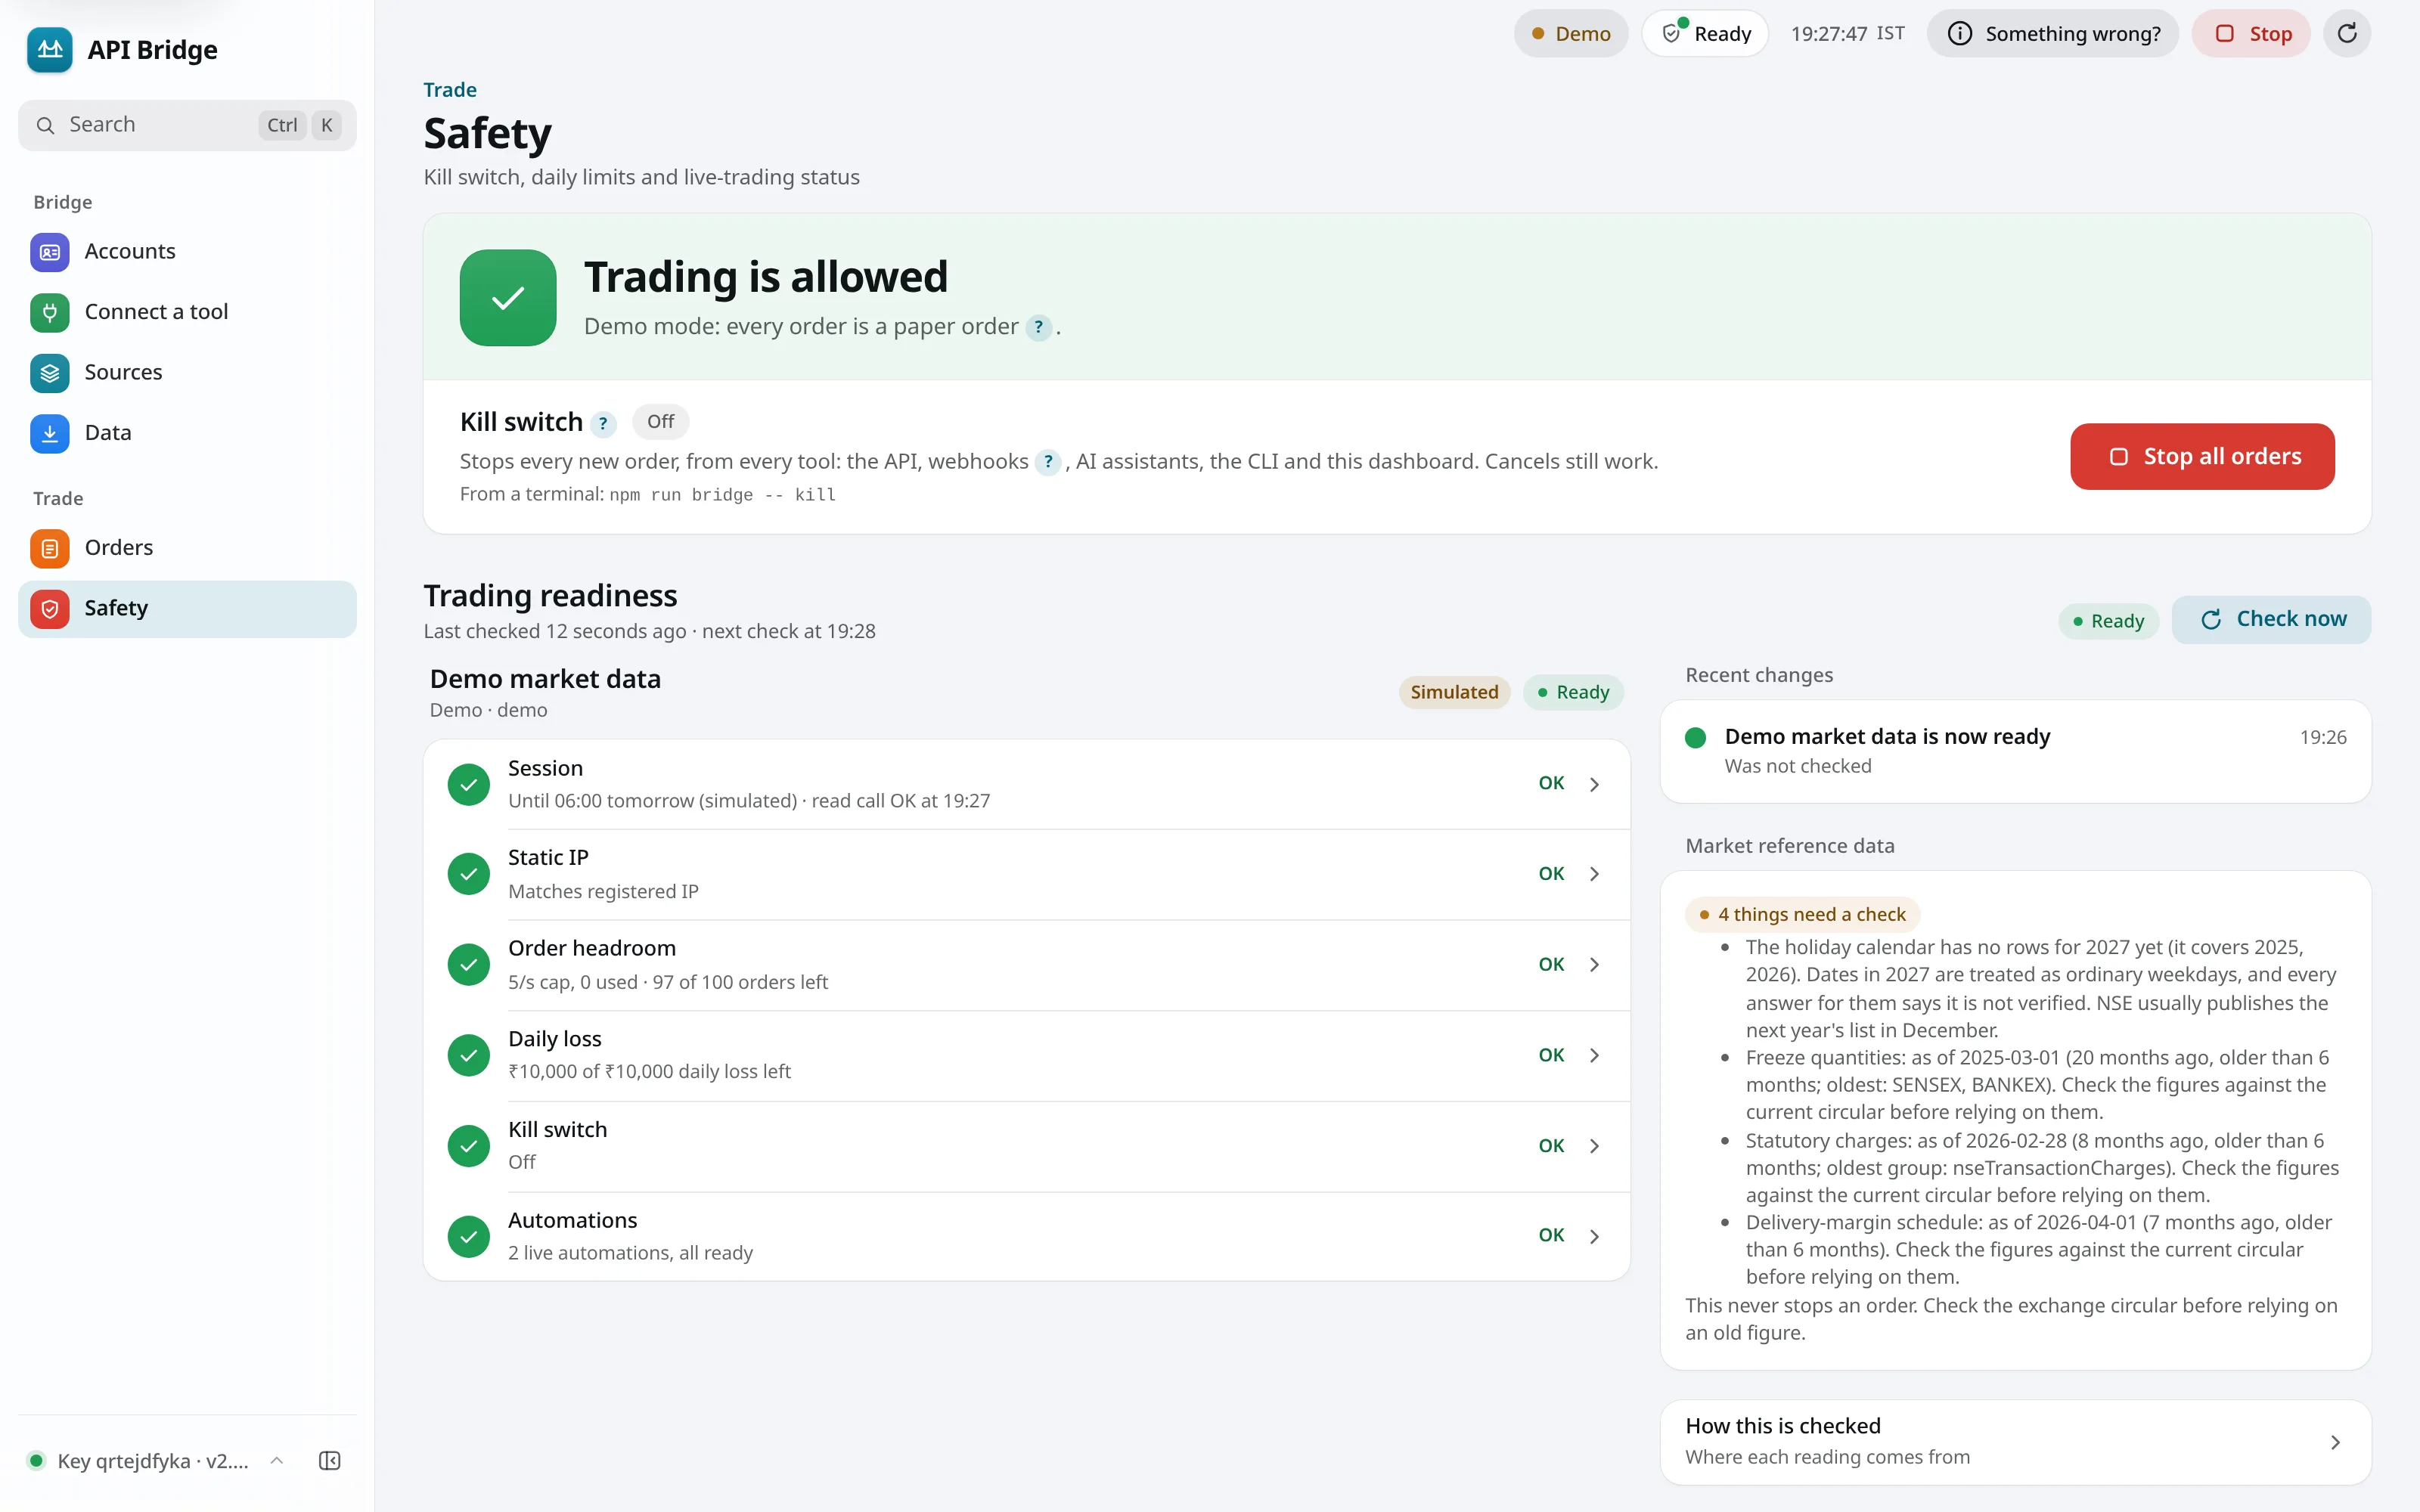 API Bridge
Search Ctrl K
Bridge
Accounts
Connect a tool
Sources
Data
Trade
Orders
Safety
Key qrtejdfyka · v2....
Demo
Ready
19:27:47 IST
Something wrong?
Stop
Trade
Safety
Kill switch, daily limits and live-trading status
Trading is allowed
Demo mode: every order is a paper order ? .
Kill switch ? Off
Stops every new order, from every tool: the API, webhooks ? , AI assistants, the CLI and this dashboard. Cancels still work.
From a terminal: npm run bridge -- kill
Stop all orders
Trading readiness
Last checked 12 seconds ago · next check at 19:28
Ready
Check now
Demo market data
Demo · demo
Simulated
Ready
Session
Until 06:00 tomorrow (simulated) · read call OK at 19:27
OK
Static IP
Matches registered IP
OK
Order headroom
5/s cap, 0 used · 97 of 100 orders left
OK
Daily loss
₹10,000 of ₹10,000 daily loss left
OK
Kill switch
Off
OK
Automations
2 live automations, all ready
OK
Recent changes
Demo market data is now ready
19:26
Was not checked
Market reference data
4 things need a check
• The holiday calendar has no rows for 2027 yet (it covers 2025,
2026). Dates in 2027 are treated as ordinary weekdays, and every
answer for them says it is not verified. NSE usually publishes the
next year's list in December.
• Freeze quantities: as of 2025-03-01 (20 months ago, older than 6
months; oldest: SENSEX, BANKEX). Check the figures against the
current circular before relying on them.
• Statutory charges: as of 2026-02-28 (8 months ago, older than 6
months; oldest group: nseTransactionCharges). Check the figures
against the current circular before relying on them.
• Delivery-margin schedule: as of 2026-04-01 (7 months ago, older
than 6 months). Check the figures against the current circular
before relying on them.
This never stops an order. Check the exchange circular before relying on
an old figure.
How this is checked
Where each reading comes from